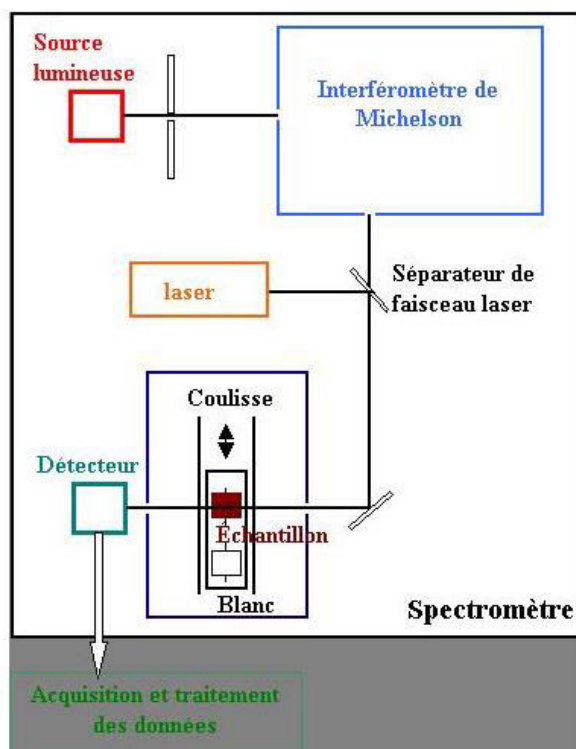 Source
lumineuse
Interféromètre de
Michelson
laser
Séparateur de
faisceau laser
Coulisse
Détecteur
Echantillon
Blanc
Spectromètre
Acquisition et traitement
des données